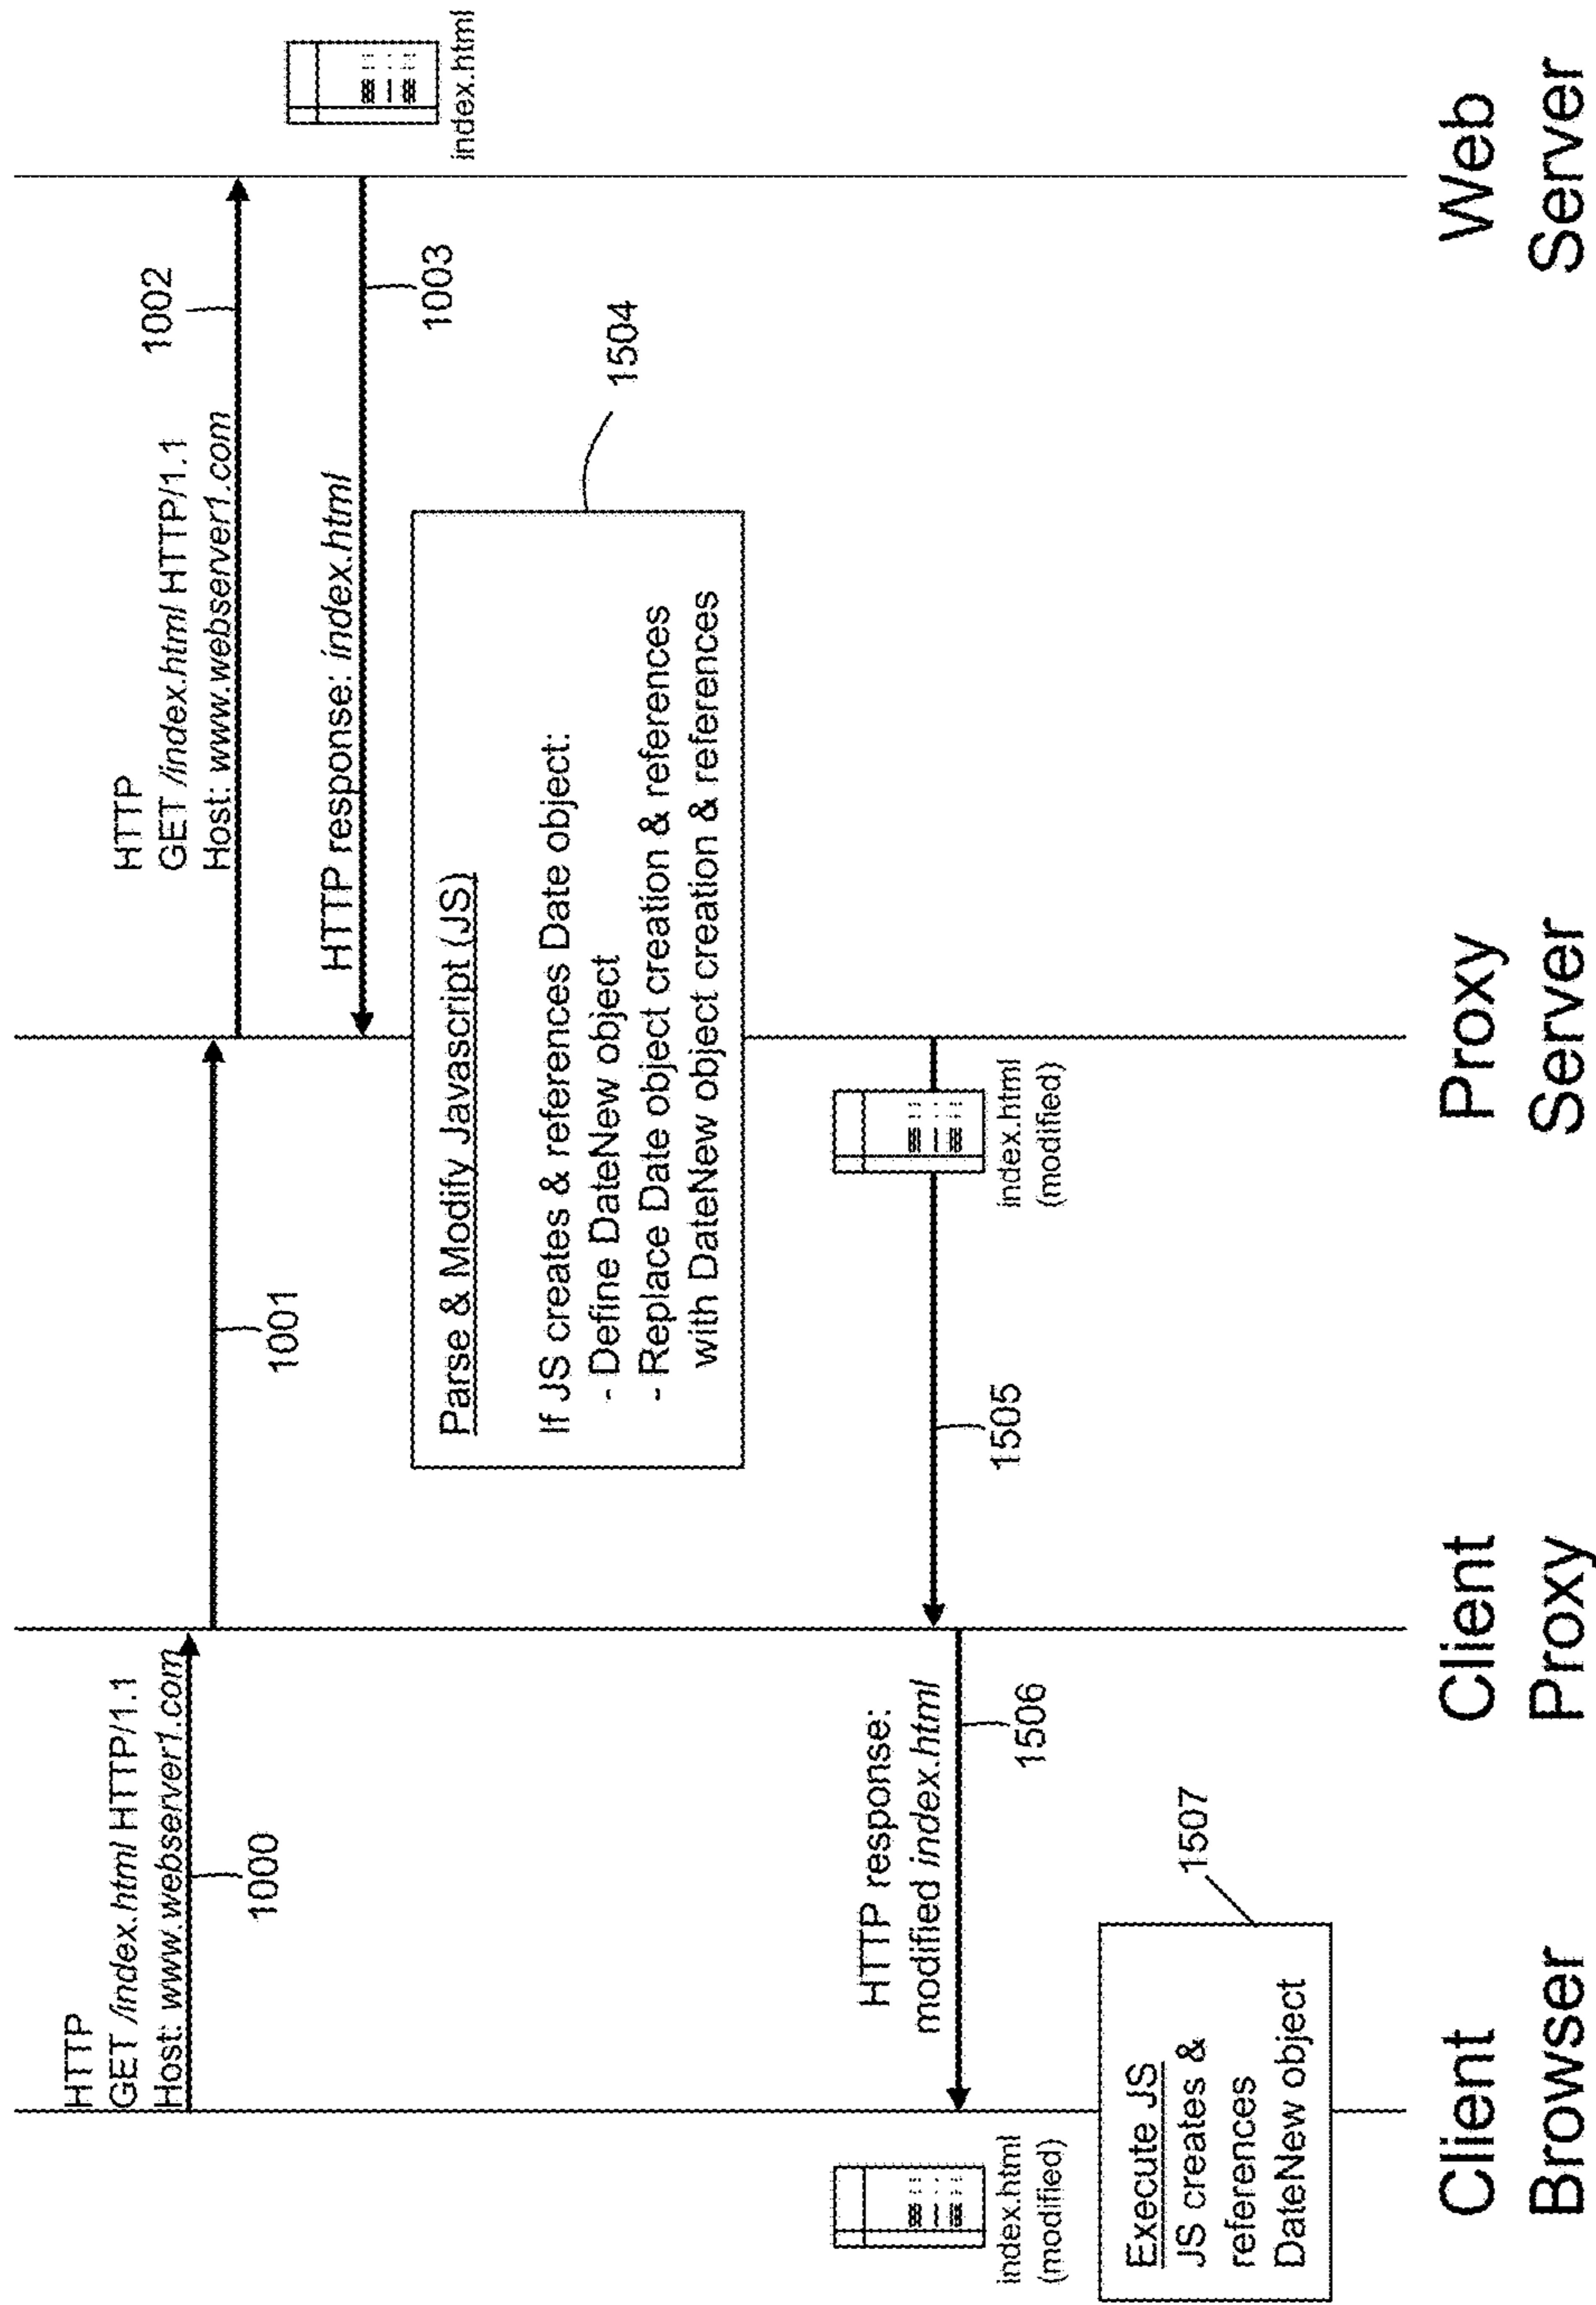 HTTP
GET /index.html HTTP/1.1
Host: www.webserver1.com
1000
1001
HTTP
GET /index.html HTTP/1.1
Host: www.webserver1.com
1002
HTTP response: index.html
1003
index.html
Parse & Modify Javascript (JS)
If JS creates & references Date object:
- Define DateNew object
- Replace Date object creation & references
with DateNew object creation & references
1504
index.html
(modified)
1505
HTTP response:
modified index.html
1506
index.html
(modified)
Execute JS
JS creates &
references
DateNew object
1507
Client
Browser
Client
Proxy
Proxy
Server
Web
Server